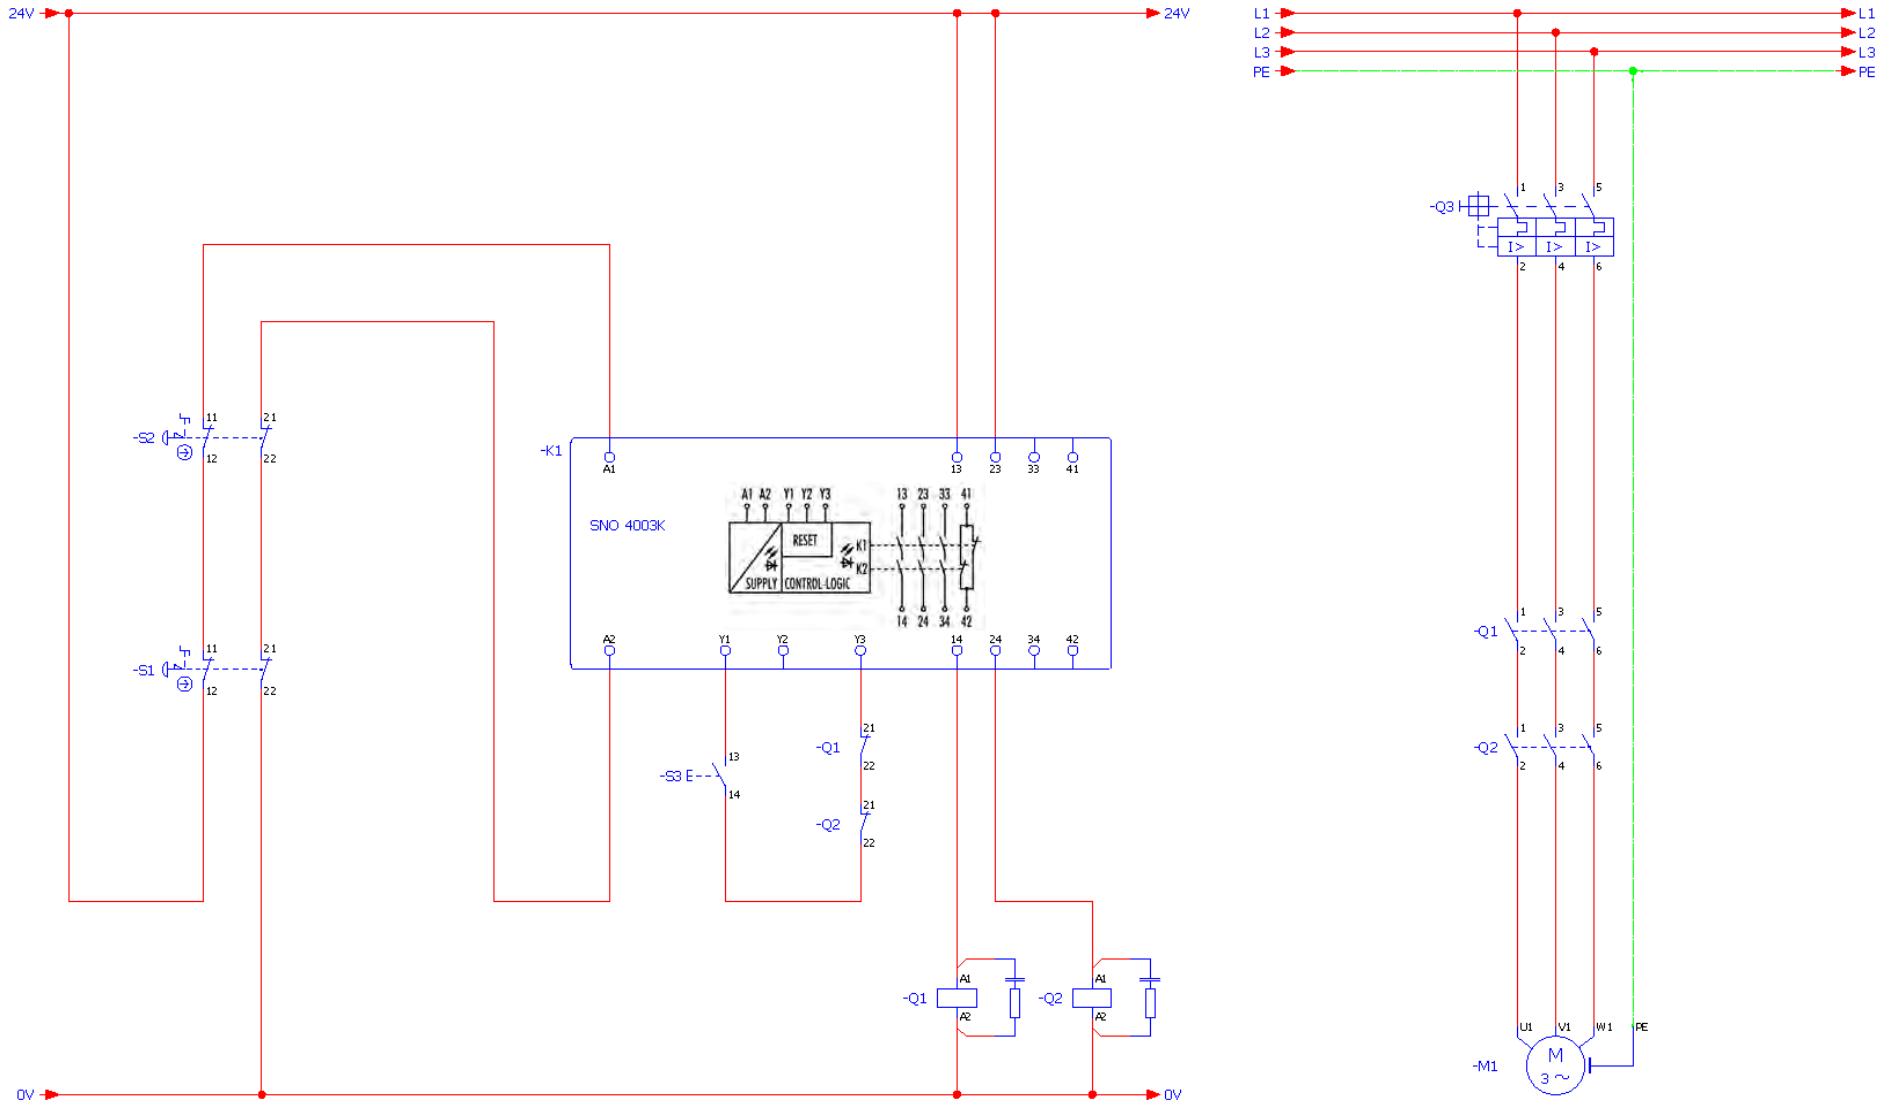 24V 24V
L1 L1
L2 L2
L3 L3
PE PE
1 3 5
-Q3
I> I> I>
2 4 6
11 21
-S2
12 22
-K1
A1 13 23 33 41
A1 A2 Y1 Y2 Y3 13 23 33 41
SNO 4003K
RESET K1
K2
SUPPLY CONTROL-LOGIC
14 24 34 42
A2 Y1 Y2 Y3 14 24 34 42
11 21
-S1
12 22
1 3 5
-Q1
2 4 6
21
-Q1
22
13
-S3 E
14
21
-Q2
22
1 3 5
-Q2
2 4 6
A1 A1
-Q1 -Q2
A2 A2
U1 V1 W1 PE
-M1 M
3 ~
0V 0V